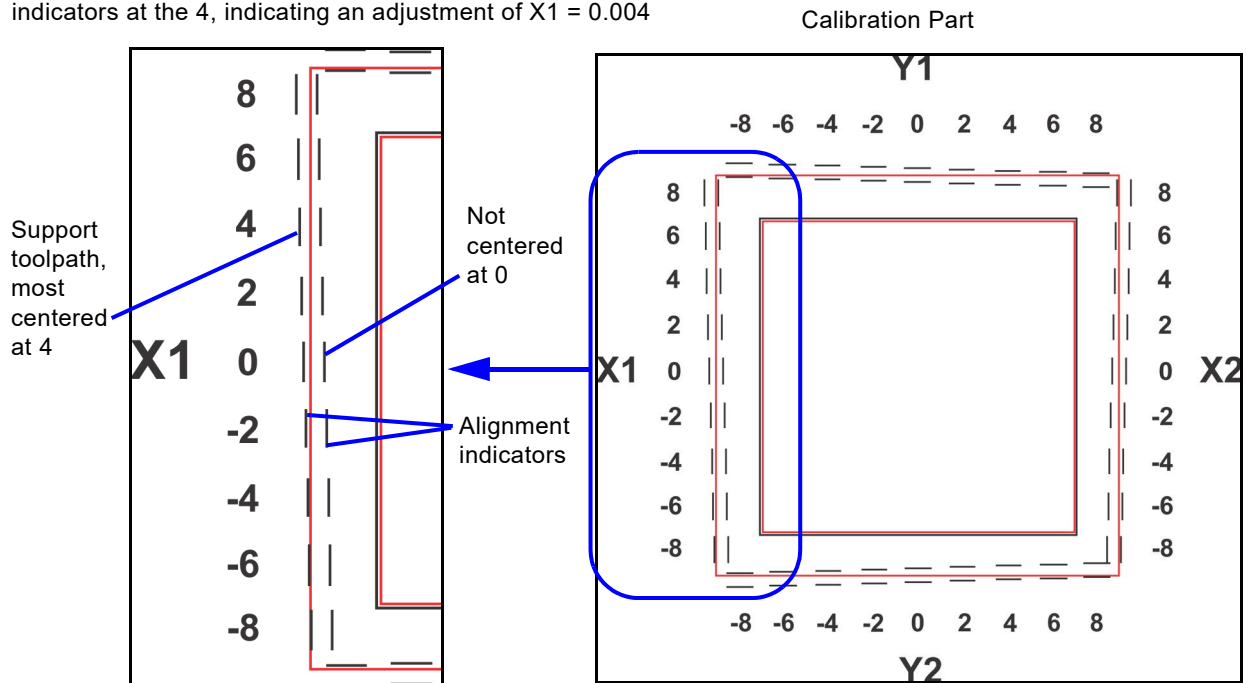 indicators at the 4, indicating an adjustment of X1 = 0.004
Calibration Part
8
6
4
2
X1 0
-2
-4
-6
-8
Support
toolpath,
most
centered
at 4
Not
centered
at 0
Alignment
indicators
Y1
-8 -6 -4 -2 0 2 4 6 8
8 8
6 6
4 4
2 2
X1 0 0 X2
-2 -2
-4 -4
-6 -6
-8 -8
-8 -6 -4 -2 0 2 4 6 8
Y2